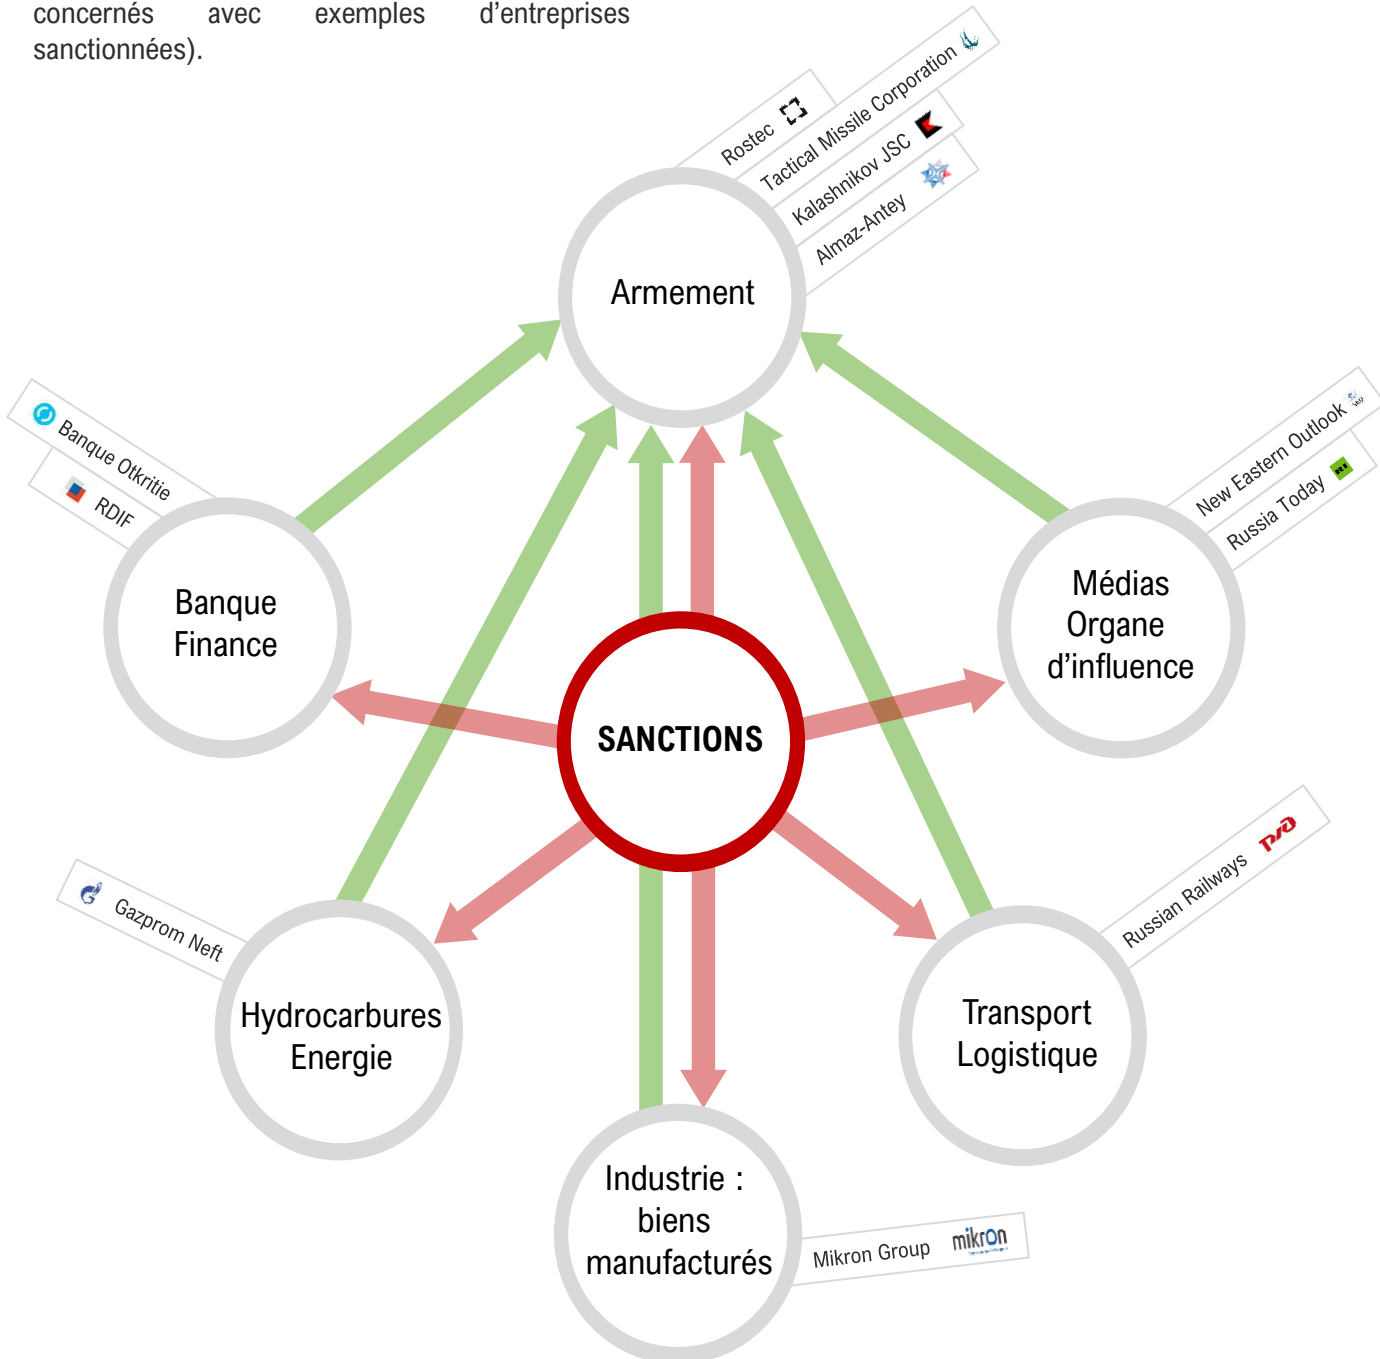 concernés avec exemples d'entreprises
sanctionnées).
Rostec
Tactical Missile Corporation
Kalashnikov JSC
Almaz-Antey
Armement
Banque Otkritie
RDIF
Banque
Finance
New Eastern Outlook
Russia Today
RT
Médias
Organe
d'influence
SANCTIONS
Gazprom Neft
Hydrocarbures
Energie
Russian Railways
Transport
Logistique
Industrie :
biens
manufacturés
Mikron Group
mikron